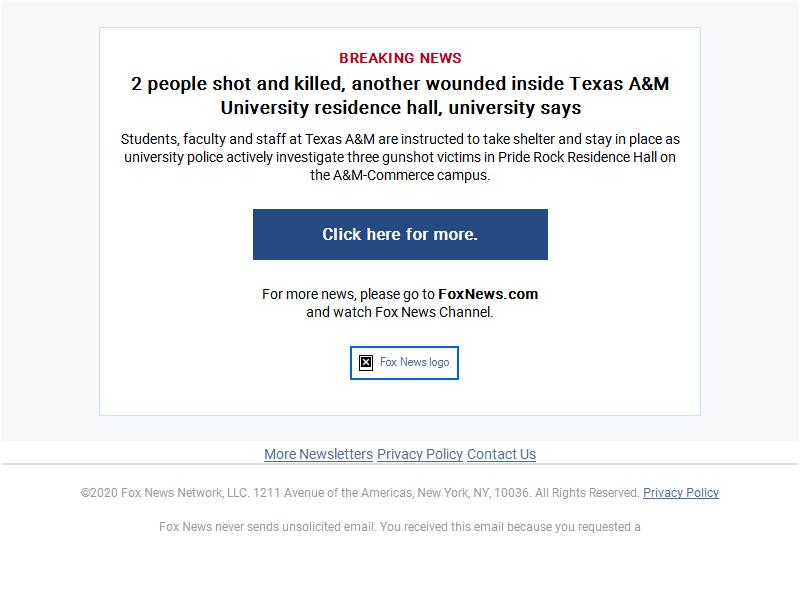 BREAKING NEWS
2 people shot and killed, another wounded inside Texas A&M
University residence hall, university says
Students, faculty and staff at Texas A&M are instructed to take shelter and stay in place as
university police actively investigate three gunshot victims in Pride Rock Residence Hall on
the A&M-Commerce campus.
Click here for more.
For more news, please go to FoxNews.com
and watch Fox News Channel.
Fox News logo
More Newsletters Privacy Policy Contact Us
©2020 Fox News Network, LLC. 1211 Avenue of the Americas, New York, NY, 10036. All Rights Reserved. Privacy Policy
Fox News never sends unsolicited email. You received this email because you requested a